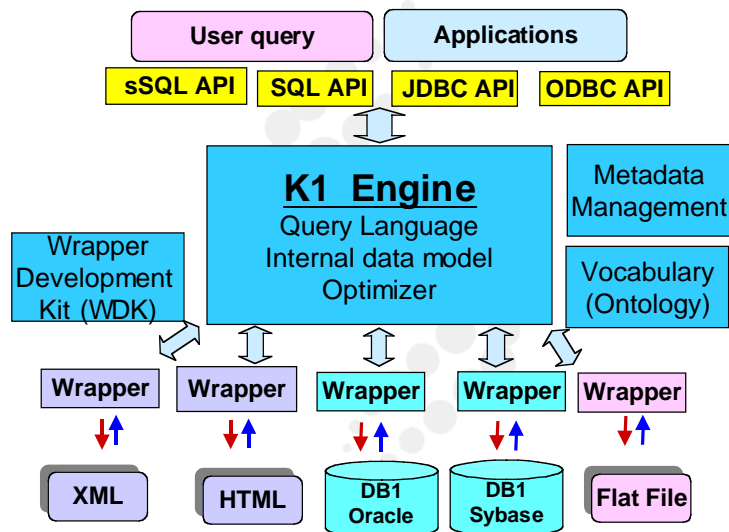 User query
Applications
sSQL API
SQL API
JDBC API
ODBC API
K1 Engine
Query Language
Internal data model
Optimizer
Metadata
Management
Wrapper
Development
Kit (WDK)
Vocabulary
(Ontology)
Wrapper
Wrapper
Wrapper
Wrapper
Wrapper
XML
HTML
DB1
Oracle
DB1
Sybase
Flat File